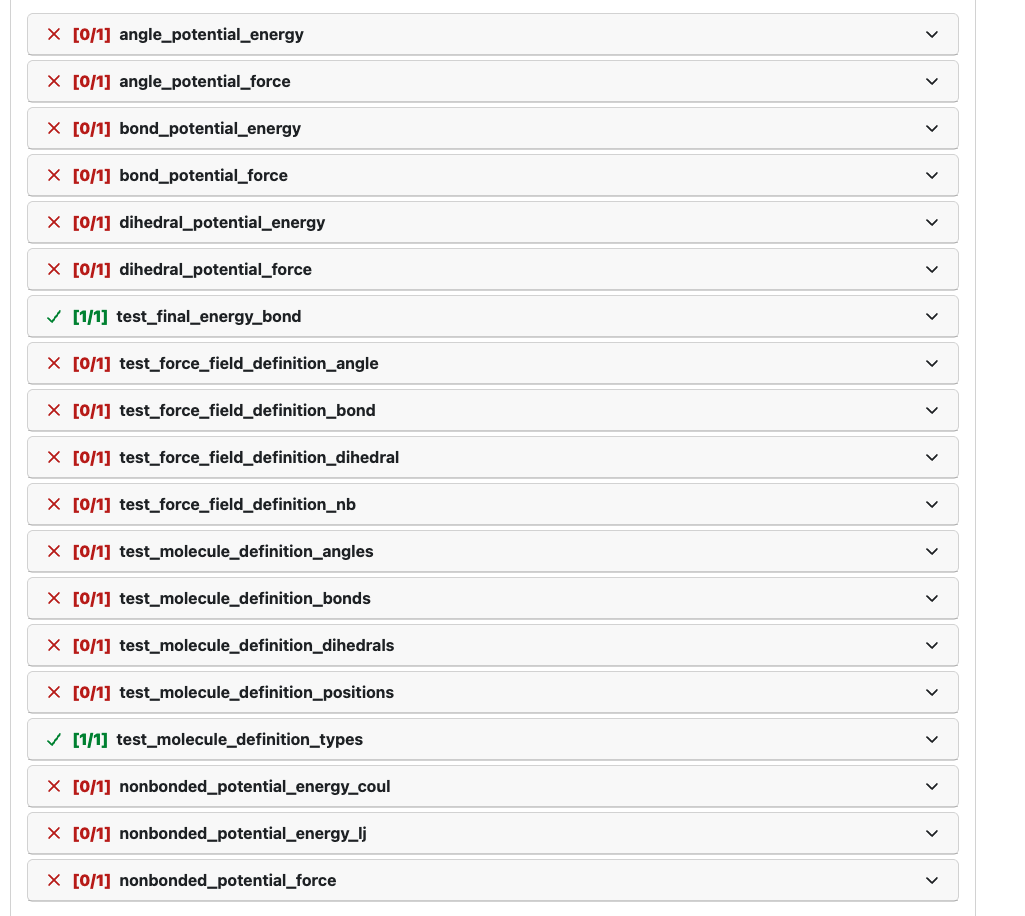 [0/1] angle_potential_energy
[0/1] angle_potential_force
[0/1] bond_potential_energy
[0/1] bond_potential_force
[0/1] dihedral_potential_energy
[0/1] dihedral_potential_force
[1/1] test_final_energy_bond
[0/1] test_force_field_definition_angle
[0/1] test_force_field_definition_bond
[0/1] test_force_field_definition_dihedral
[0/1] test_force_field_definition_nb
[0/1] test_molecule_definition_angles
[0/1] test_molecule_definition_bonds
[0/1] test_molecule_definition_dihedrals
[0/1] test_molecule_definition_positions
[1/1] test_molecule_definition_types
[0/1] nonbonded_potential_energy_coul
[0/1] nonbonded_potential_energy_lj
[0/1] nonbonded_potential_force